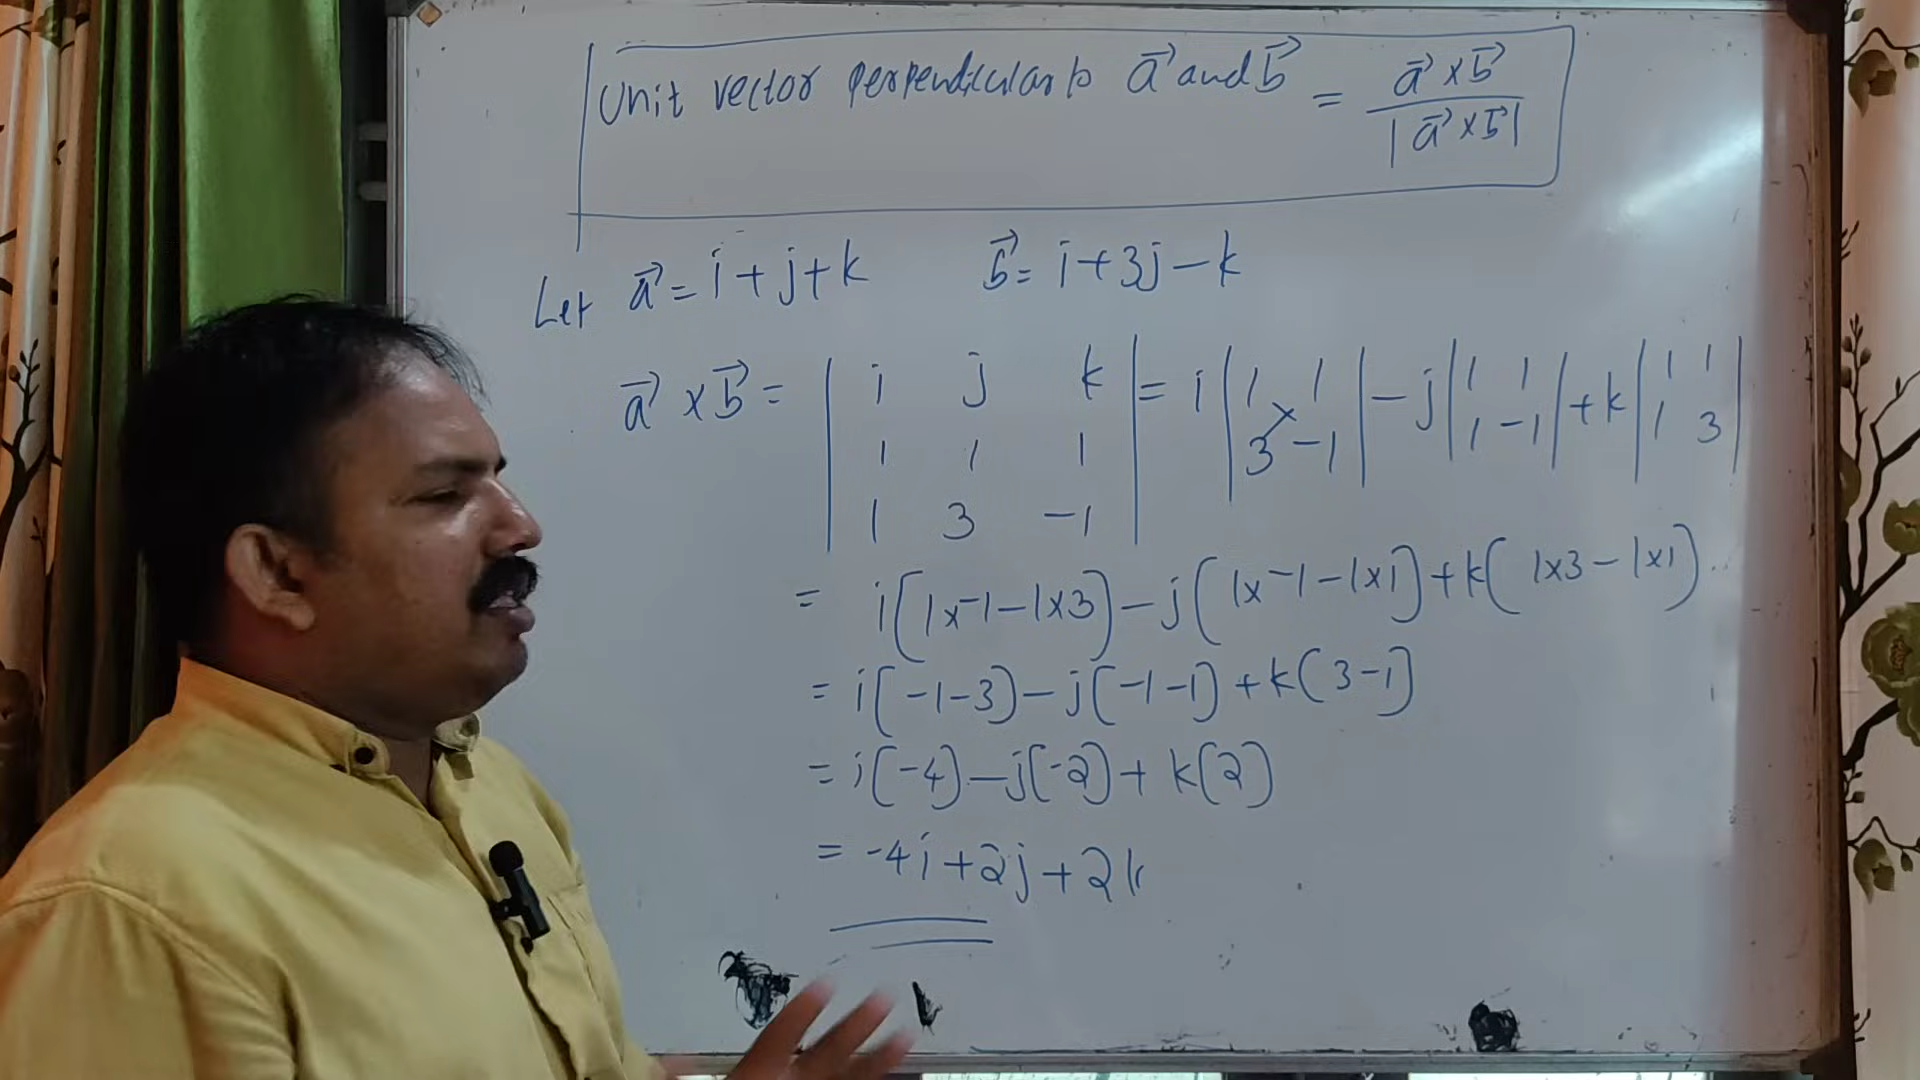 Unit vector perpendicular to a⃗ and b⃗ = a⃗ × b⃗ / |a⃗ × b⃗|
Let a⃗ = i + j + k b⃗ = i + 3j − k
a⃗ × b⃗ = | i j k | = i | 1 1 | − j | 1 1 | + k | 1 1 |
| 1 1 1 | | 3 −1 | | 1 −1 | | 1 3 |
| 1 3 −1 |
= i(1×−1 − 1×3) − j(1×−1 − 1×1) + k(1×3 − 1×1)
= i(−1−3) − j(−1−1) + k(3−1)
= i(−4) − j(−2) + k(2)
= −4i + 2j + 2k